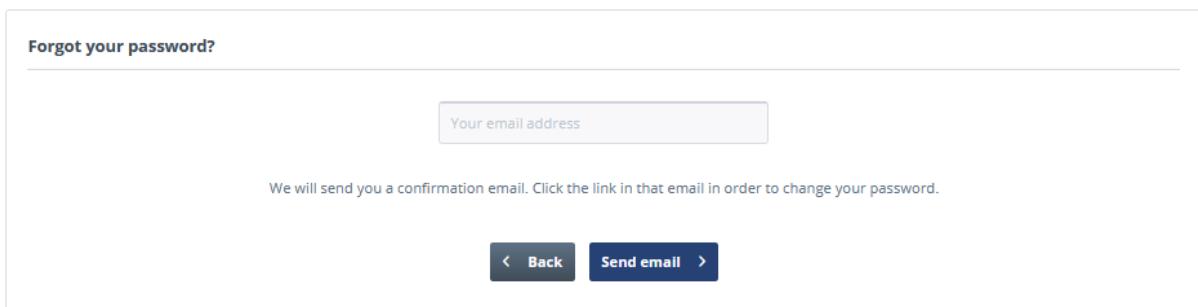 Forgot your password?
Your email address
We will send you a confirmation email. Click the link in that email in order to change your password.
Back
Send email